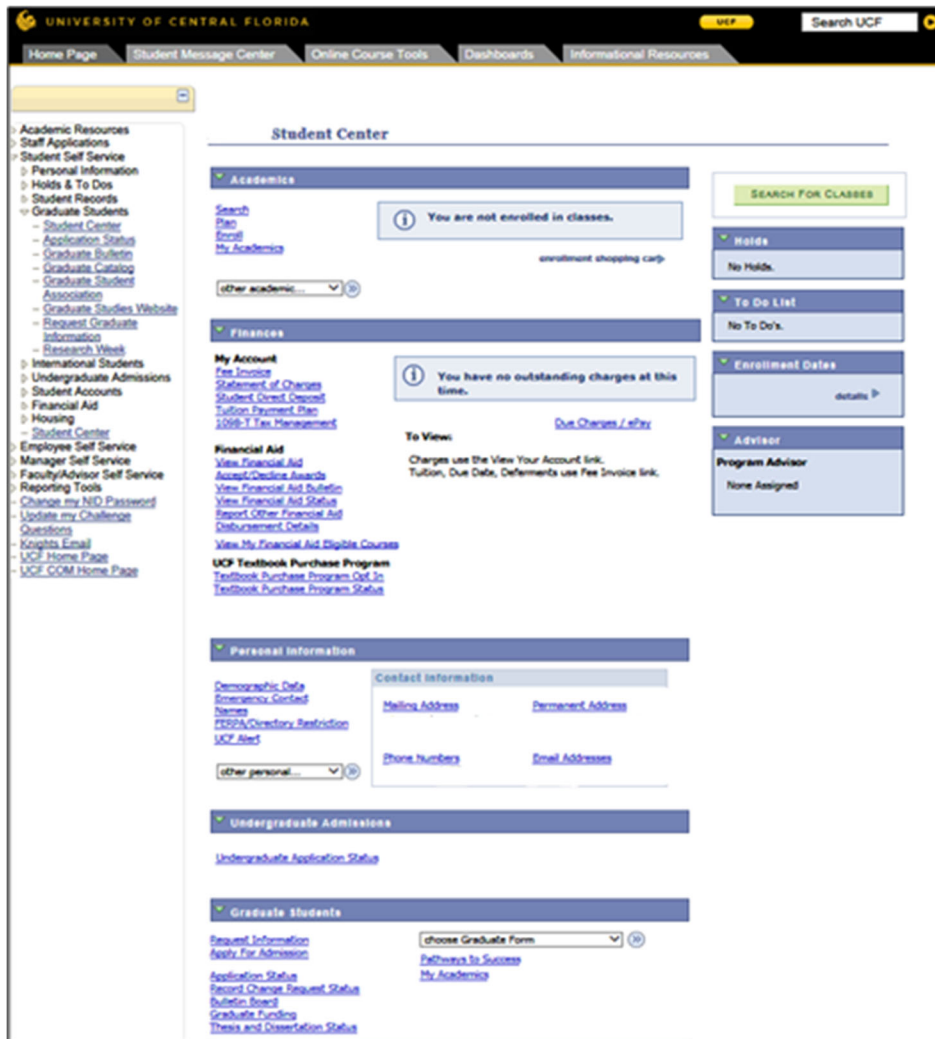 UNIVERSITY OF CENTRAL FLORIDA
UCF
Search UCF
Home Page
Student Message Center
Online Course Tools
Dashboards
Informational Resources
Academic Resources
Staff Applications
Student Self Service
Personal Information
Holds & To Dos
Student Records
Graduate Students
Student Center
Application Status
Graduate Bulletin
Graduate Catalog
Graduate Student
Association
Graduate Studies Website
Request Graduate
Information
Research Week
International Students
Undergraduate Admissions
Student Accounts
Financial Aid
Housing
Student Center
Employee Self Service
Manager Self Service
Faculty/Advisor Self Service
Reporting Tools
Change my NID Password
Update my Challenge
Questions
Knights Email
UCF Home Page
UCF COM Home Page
Student Center
Academics
Search
Plan
Enroll
My Academics
You are not enrolled in classes.
enrollment shopping cart
other academic...
Finances
My Account
Fee Invoice
Statement of Charges
Student Direct Deposit
Tuition Payment Plan
1098-T Tax Management
You have no outstanding charges at this
time.
Due Charges / ePay
To View:
Charges use the View Your Account link.
Tuition, Due Date, Deferments use Fee Invoice link.
Financial Aid
View Financial Aid
Accept/Decline Awards
View Financial Aid Bulletin
View Financial Aid Status
Report Other Financial Aid
Disbursement Details
View My Financial Aid Eligible Courses
UCF Textbook Purchase Program
Textbook Purchase Program Opt In
Textbook Purchase Program Status
Personal Information
Demographic Data
Emergency Contact
Names
FERPA/Directory Restriction
UCF Alert
other personal...
Contact Information
Mailing Address
Permanent Address
Phone Numbers
Email Addresses
Undergraduate Admissions
Undergraduate Application Status
Graduate Students
Request Information
Apply For Admission
Application Status
Record Change Request Status
Bulletin Board
Graduate Funding
Thesis and Dissertation Status
choose Graduate Form
Pathways to Success
My Academics
SEARCH FOR CLASSES
Holds
No Holds.
To Do List
No To Do's.
Enrollment Dates
details
Advisor
Program Advisor
None Assigned